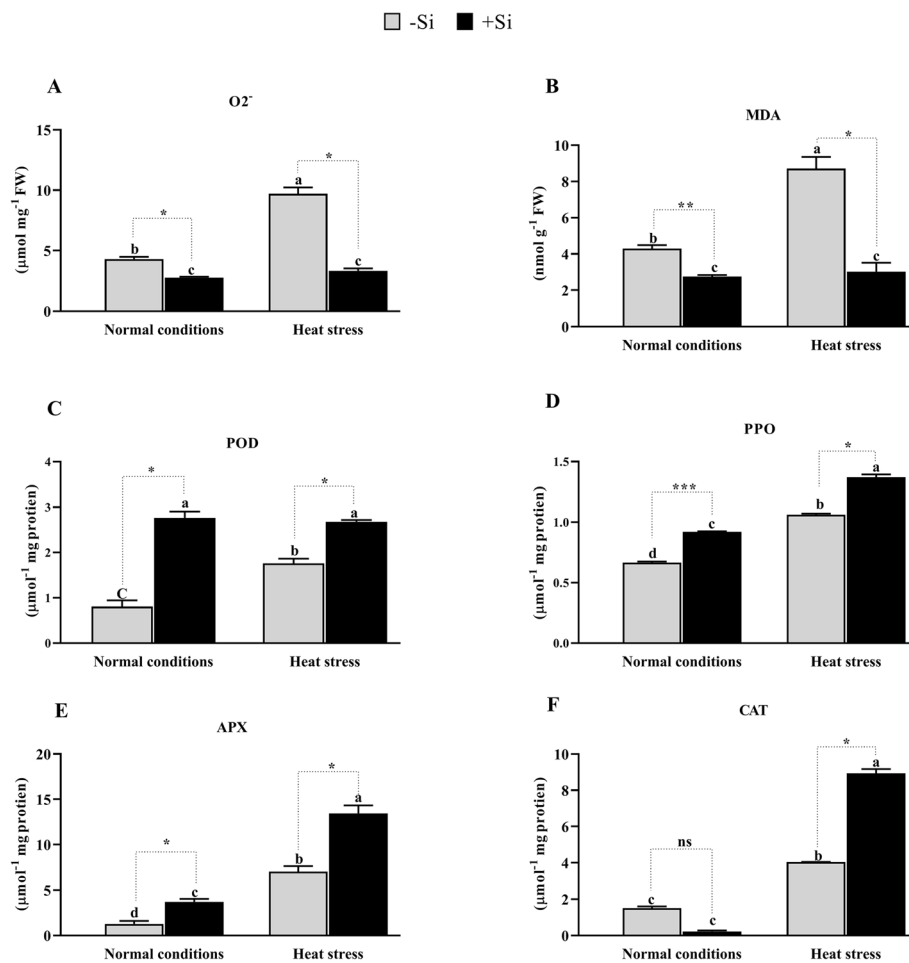 -Si +Si
A
O2⁻
15
10
5
0
(μmol mg⁻¹ FW)
*
*
b
c
a
c
Normal conditions Heat stress
B
MDA
10
8
6
4
2
0
(nmol g⁻¹ FW)
**
*
b
c
a
c
Normal conditions Heat stress
C
POD
4
3
2
1
0
(μmol⁻¹ mg protien)
*
*
C
a
b
a
Normal conditions Heat stress
D
PPO
1.5
1.0
0.5
0.0
(μmol⁻¹ mg protien)
***
*
d
c
b
a
Normal conditions Heat stress
E
APX
20
15
10
5
0
(μmol⁻¹ mg protien)
*
*
d
c
b
a
Normal conditions Heat stress
F
CAT
10
8
6
4
2
0
(μmol⁻¹ mg protien)
ns
*
c
c
b
a
Normal conditions Heat stress